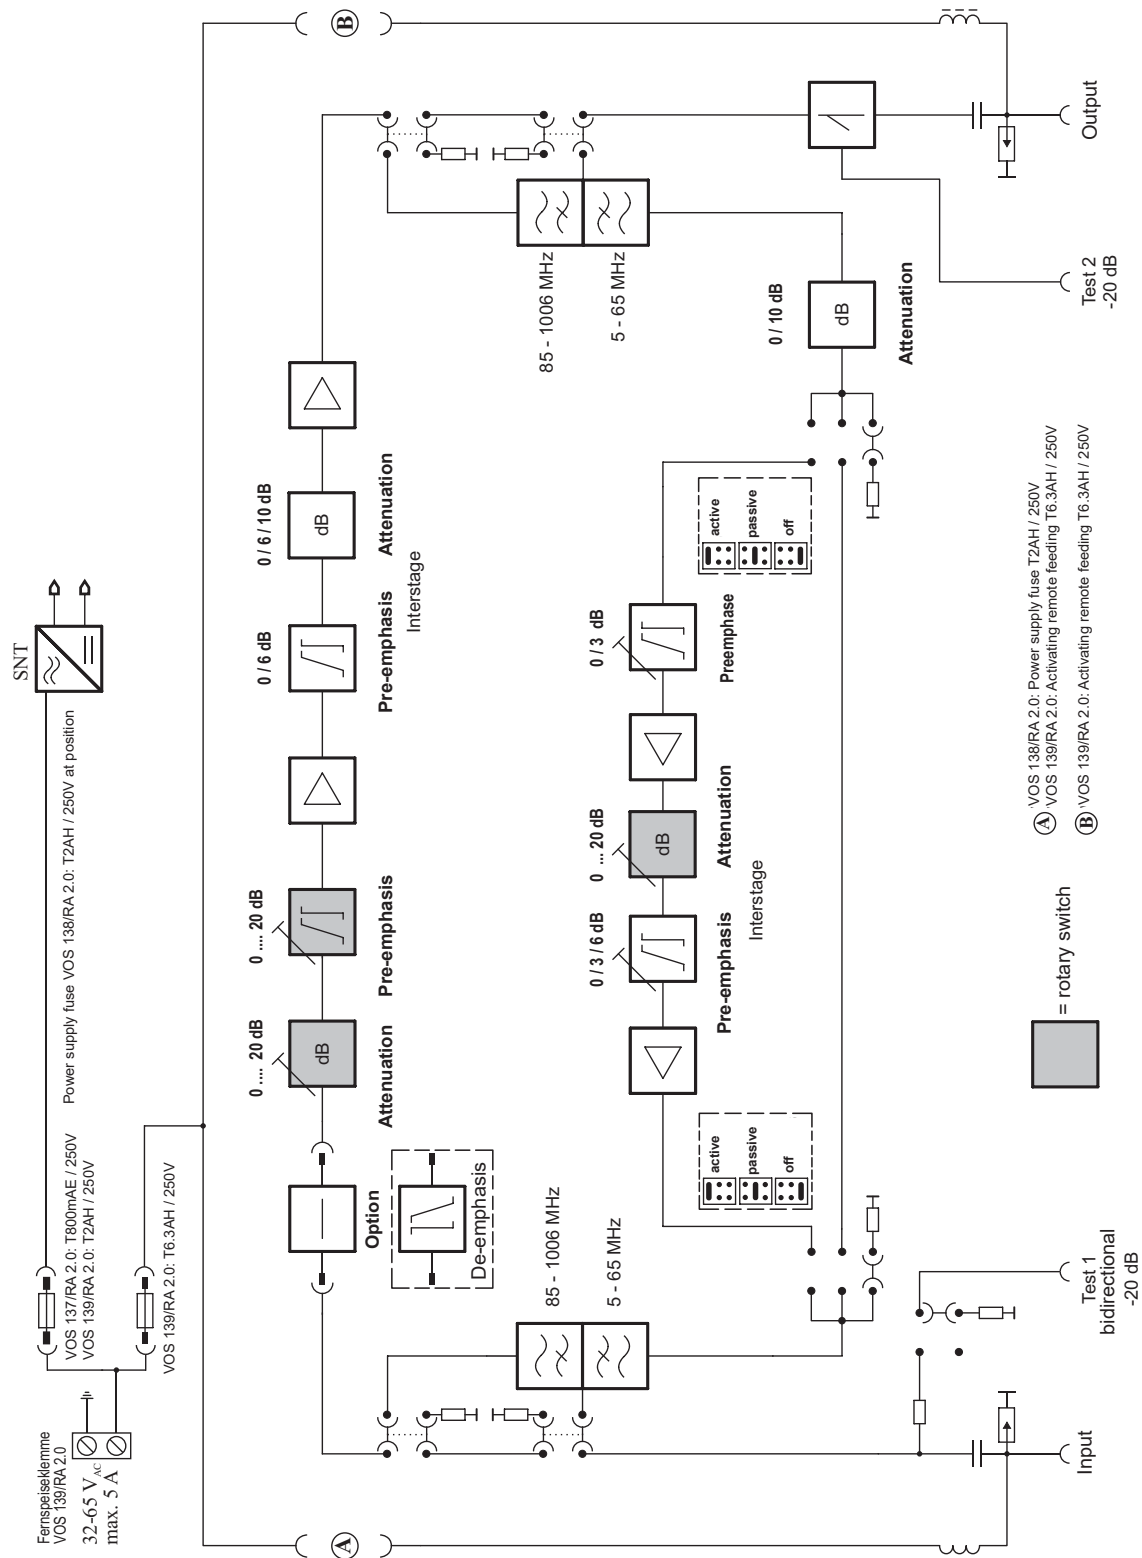 Fernspeiseklemme
VOS 139/RA 2.0
32-65 VAC
max. 5 A
VOS 137/RA 2.0: T800mAE / 250V
VOS 139/RA 2.0: T2AH / 250V
Power supply fuse VOS 138/RA 2.0: T2AH / 250V at position
VOS 139/RA 2.0: T6.3AH / 250V
SNT
A
B
Option
De-emphasis
0 .... 20 dB
dB
Attenuation
0 .... 20 dB
Pre-emphasis
0 / 6 dB
Pre-emphasis
0 / 6 / 10 dB
dB
Attenuation
Interstage
85 - 1006 MHz
5 - 65 MHz
85 - 1006 MHz
5 - 65 MHz
active
passive
off
0 / 3 / 6 dB
Pre-emphasis
0 ... 20 dB
dB
Attenuation
Interstage
0 / 3 dB
Preemphase
active
passive
off
0 / 10 dB
dB
Attenuation
Input
Test 1
bidirectional
-20 dB
Test 2
-20 dB
Output
= rotary switch
A VOS 138/RA 2.0: Power supply fuse T2AH / 250V
VOS 139/RA 2.0: Activating remote feeding T6.3AH / 250V
B VOS 139/RA 2.0: Activating remote feeding T6.3AH / 250V